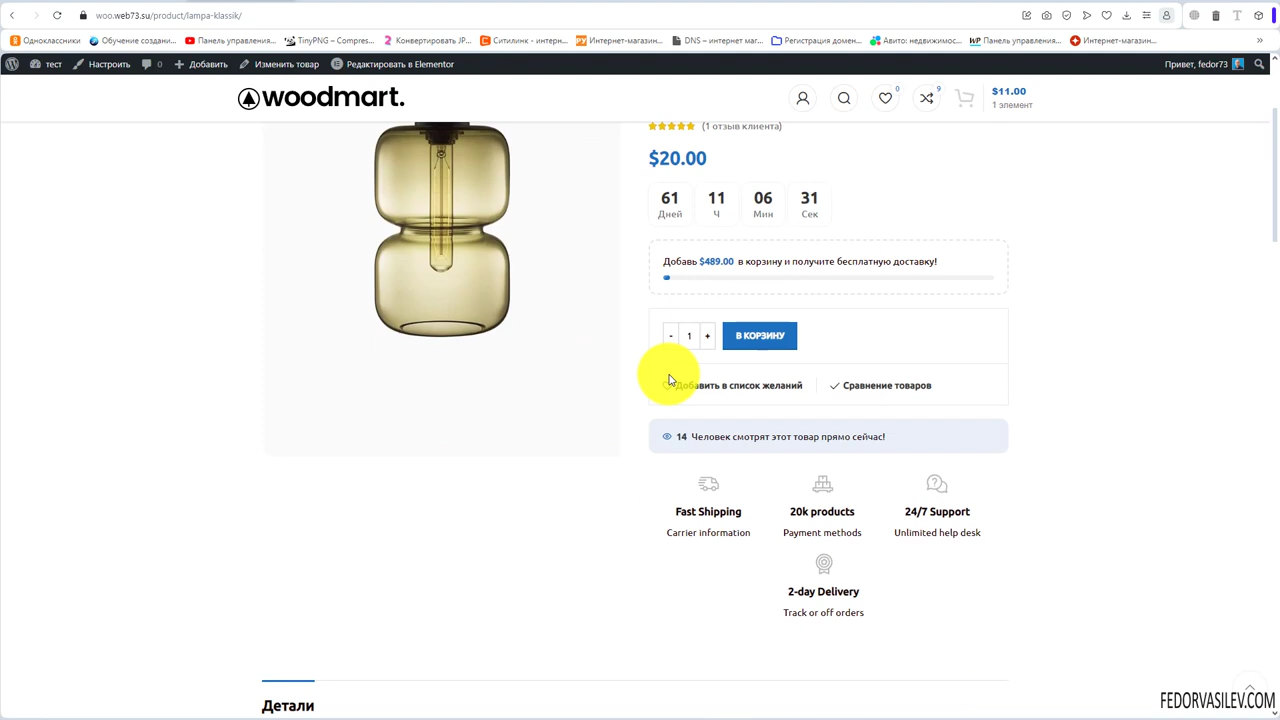 woo.web73.su/product/lampa-klassik/
Одноклассники
Обучение создани...
Панель управления...
TinyPNG – Compres...
Конвертировать JP...
Ситилинк - интерн...
Интернет-магазин...
DNS – интернет маг...
Регистрация домен...
Авито: недвижимос...
Панель управления...
Интернет-магазин...
тест
Настроить
0
Добавить
Изменить товар
Редактировать в Elementor
Привет, fedor73
woodmart.
0
9
$11.00
1 элемент
(1 отзыв клиента)
$20.00
61 11 06 31
Дней Ч Мин Сек
Добавь $489.00 в корзину и получите бесплатную доставку!
- 1 + В КОРЗИНУ
Добавить в список желаний
Сравнение товаров
14 Человек смотрят этот товар прямо сейчас!
Fast Shipping
Carrier information
20k products
Payment methods
24/7 Support
Unlimited help desk
2-day Delivery
Track or off orders
Детали
FEDORVASILEV.COM